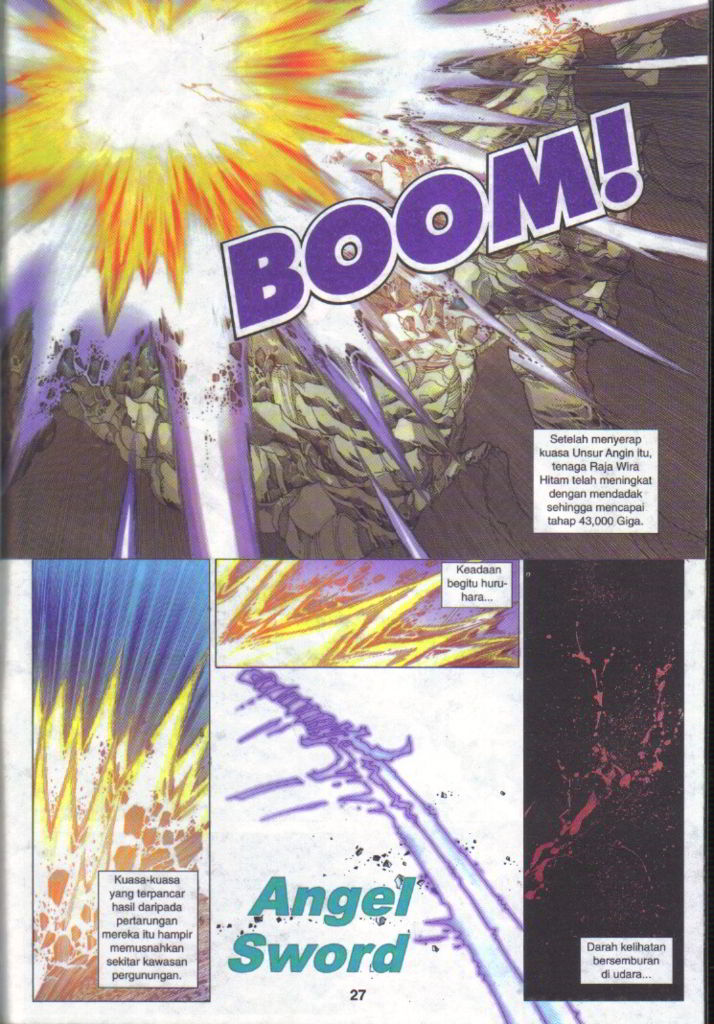 BOOM!
Setelah menyerap
kuasa Unsur Angin itu,
tenaga Raja Wira
Hitam telah meningkat
dengan mendadak
sehingga mencapai
tahap 43,000 Giga.
Kuasa-kuasa
yang terpancar
hasil daripada
pertarungan
mereka itu hampir
memusnahkan
sekitar kawasan
pergunungan.
Keadaan
begitu huru-
hara...
Angel
Sword
Darah kelihatan
bersemburan
di udara...
27